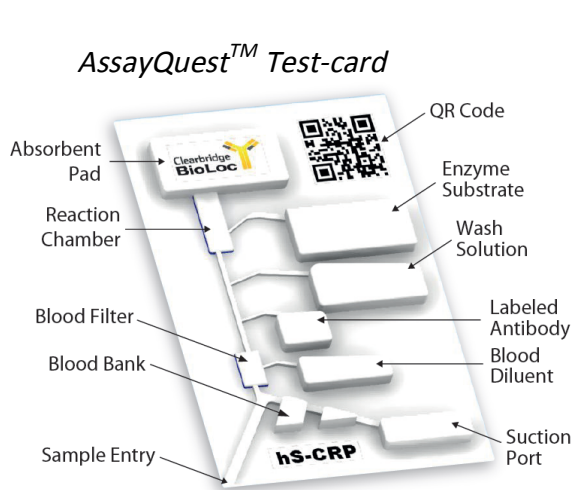 AssayQuest™ Test-card
QR Code
Absorbent
Pad
Clearbridge
BioLoc
Enzyme
Substrate
Reaction
Chamber
Wash
Solution
Labeled
Antibody
Blood Filter
Blood
Diluent
Blood Bank
Suction
Port
Sample Entry
hS-CRP